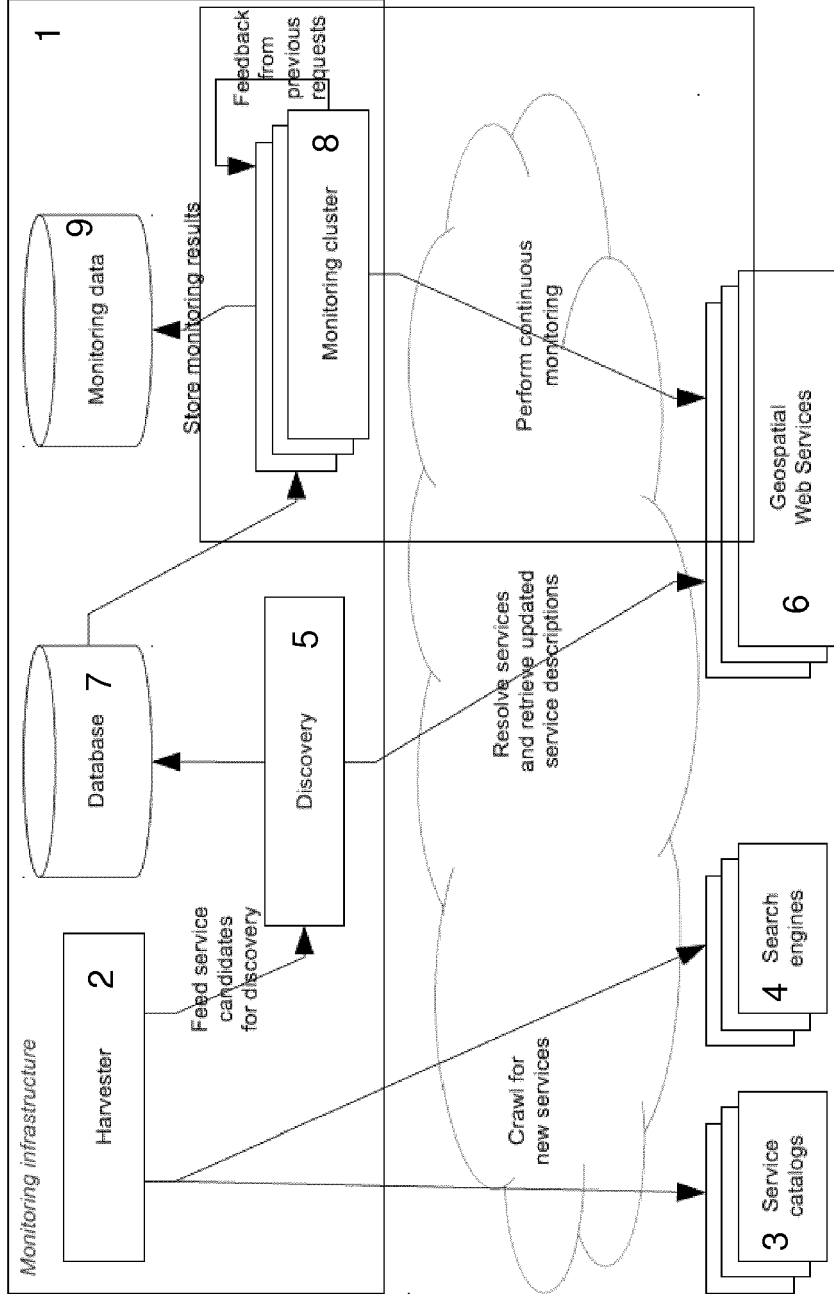 Monitoring infrastructure
1
Harvester
2
Database
7
Monitoring data
9
Feed service
candidates
for discovery
Discovery
5
Store monitoring results
Monitoring cluster
8
Feedback
from
previous
requests
Crawl for
new services
Resolve services
and retrieve updated
service descriptions
Perform continuous
monitoring
3
Service
catalogs
4
Search
engines
6
Geospatial
Web Services